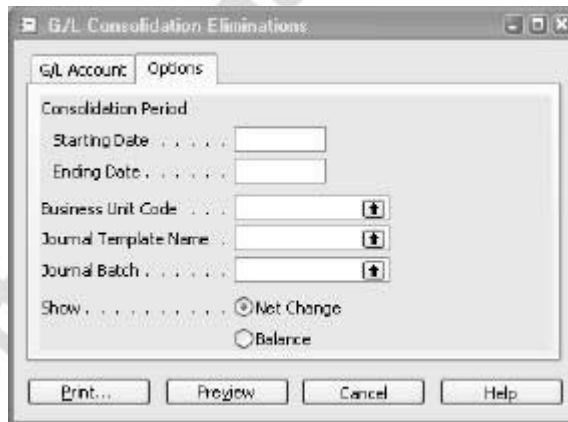 G/L Consolidation Eliminations
G/L Account Options
Consolidation Period
Starting Date . . . . .
Ending Date . . . . . .
Business Unit Code . . .
Journal Template Name .
Journal Batch . . . . . .
Show . . . . . . . . . . Net Change
Balance
Print... Preview Cancel Help